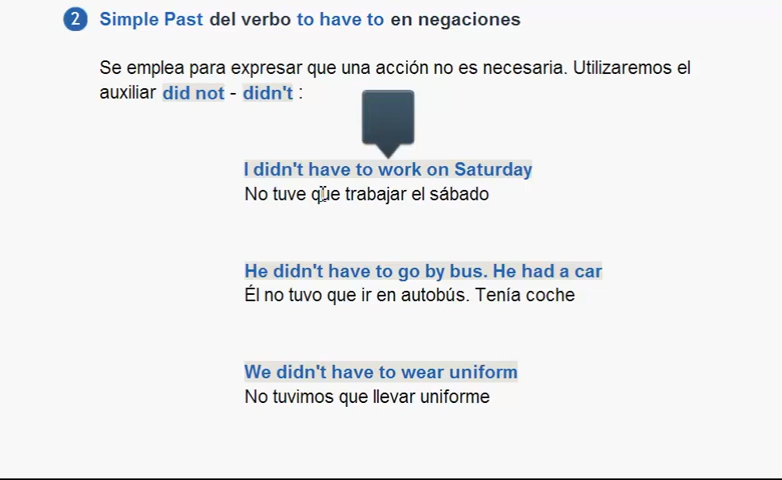 2 Simple Past del verbo to have to en negaciones
Se emplea para expresar que una acción no es necesaria. Utilizaremos el
auxiliar did not - didn't :
I didn't have to work on Saturday
No tuve que trabajar el sábado
He didn't have to go by bus. He had a car
Él no tuvo que ir en autobús. Tenía coche
We didn't have to wear uniform
No tuvimos que llevar uniforme